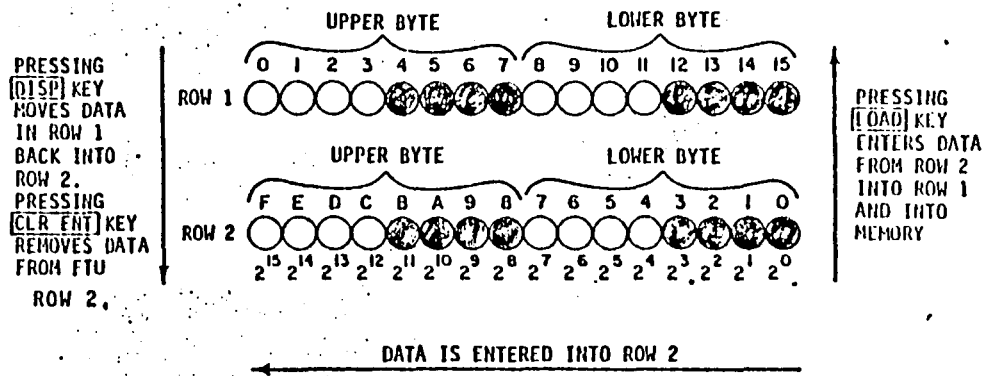 UPPER BYTE LOWER BYTE
0 1 2 3 4 5 6 7 8 9 10 11 12 13 14 15
ROW 1
UPPER BYTE LOWER BYTE
F E D C B A 9 8 7 6 5 4 3 2 1 0
ROW 2
2^15 2^14 2^13 2^12 2^11 2^10 2^9 2^8 2^7 2^6 2^5 2^4 2^3 2^2 2^1 2^0
PRESSING
DISP KEY
MOVES DATA
IN ROW 1
BACK INTO
ROW 2.
PRESSING
CLR ENT KEY
REMOVES DATA
FROM FTU
ROW 2.
PRESSING
LOAD KEY
ENTERS DATA
FROM ROW 2
INTO ROW 1
AND INTO
MEMORY
DATA IS ENTERED INTO ROW 2